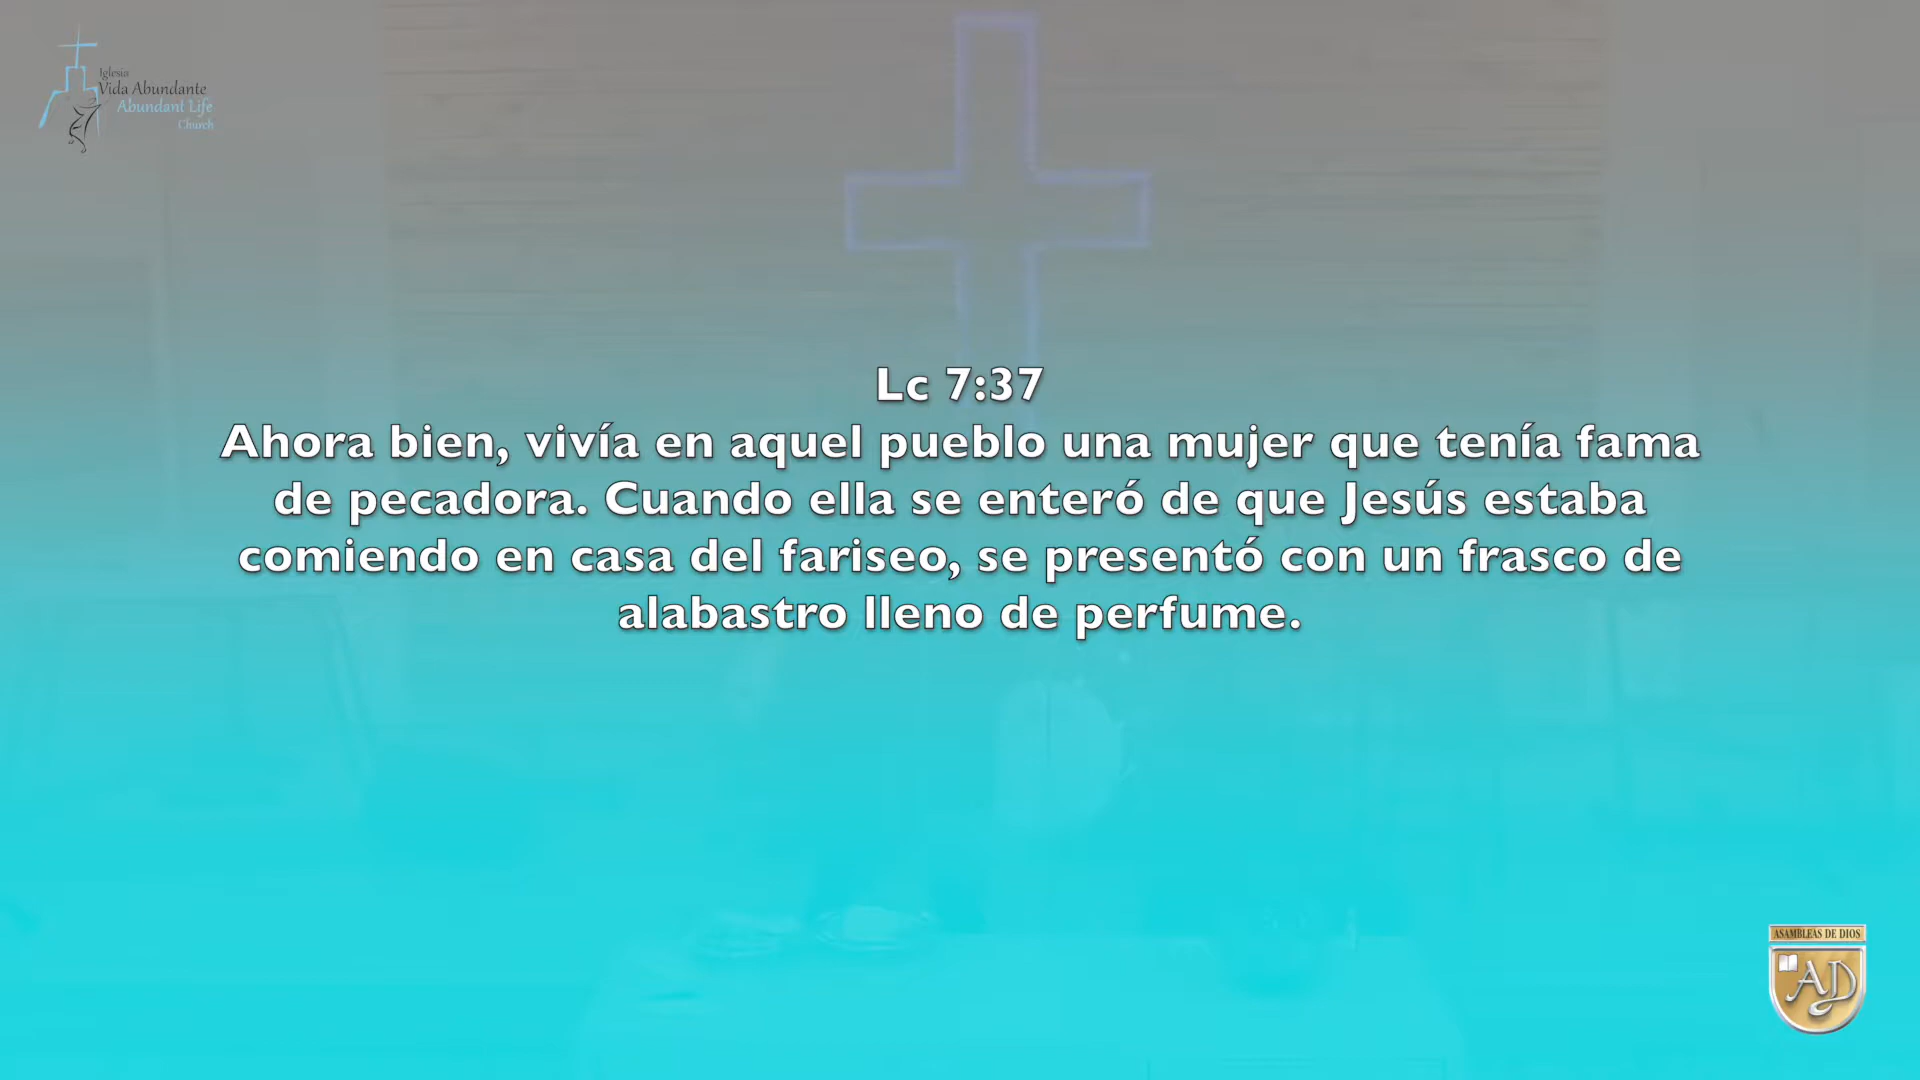 Iglesia
Vida Abundante
Abundant Life
Church
Lc 7:37
Ahora bien, vivía en aquel pueblo una mujer que tenía fama
de pecadora. Cuando ella se enteró de que Jesús estaba
comiendo en casa del fariseo, se presentó con un frasco de
alabastro lleno de perfume.
ASAMBLEAS DE DIOS
AD